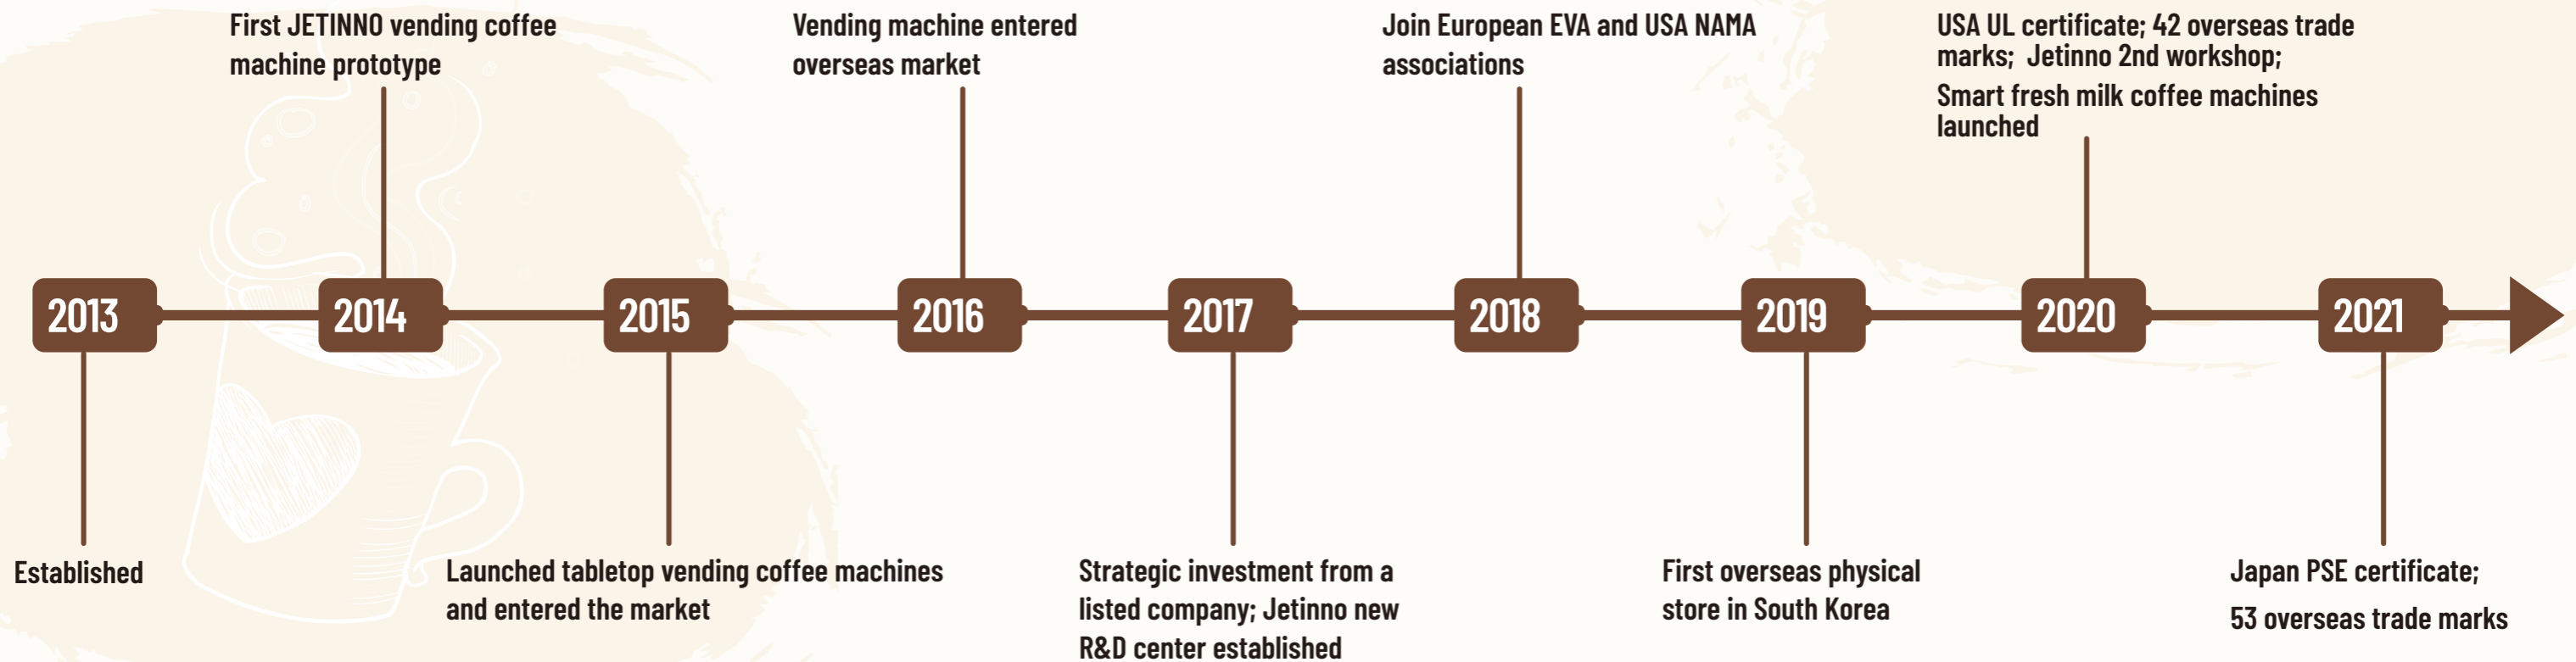 First JETINNO vending coffee
machine prototype
Vending machine entered
overseas market
Join European EVA and USA NAMA
associations
USA UL certificate; 42 overseas trade
marks;  Jetinno 2nd workshop;
Smart fresh milk coffee machines
launched
2013
2014
2015
2016
2017
2018
2019
2020
2021
Established
Launched tabletop vending coffee machines
and entered the market
Strategic investment from a
listed company; Jetinno new
R&D center established
First overseas physical
store in South Korea
Japan PSE certificate;
53 overseas trade marks